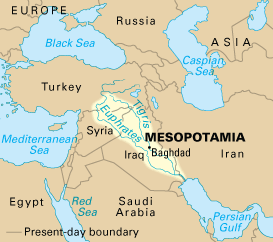 EUROPE
Russia
ASIA
Black Sea
Caspian
Sea
Turkey
Tigris
Euphrates
Mediterranean
Sea
Syria
MESOPOTAMIA
Baghdad
Iraq
Iran
Egypt
Red
Sea
Saudi
Arabia
Persian
Gulf
Present-day boundary